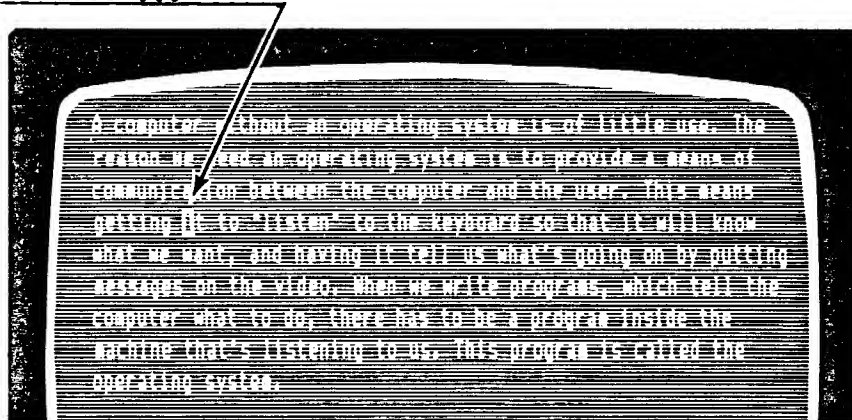 A computer without an operating system is of little use. The
reason we need an operating system is to provide a means of
communication between the computer and the user. This means
getting it to "listen" to the keyboard so that it will know
what we want, and having it tell us what's going on by putting
messages on the video. When we write programs, which tell the
computer what to do, there has to be a program inside the
machine that's listening to us. This program is called the
operating system.